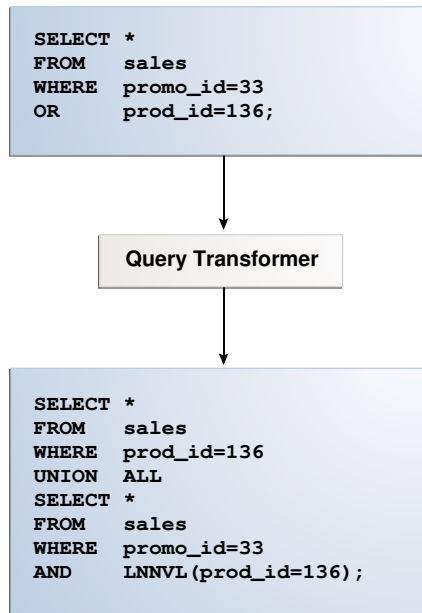 SELECT *
FROM sales
WHERE promo_id=33
OR prod_id=136;
Query Transformer
SELECT *
FROM sales
WHERE prod_id=136
UNION ALL
SELECT *
FROM sales
WHERE promo_id=33
AND LNNVL(prod_id=136);